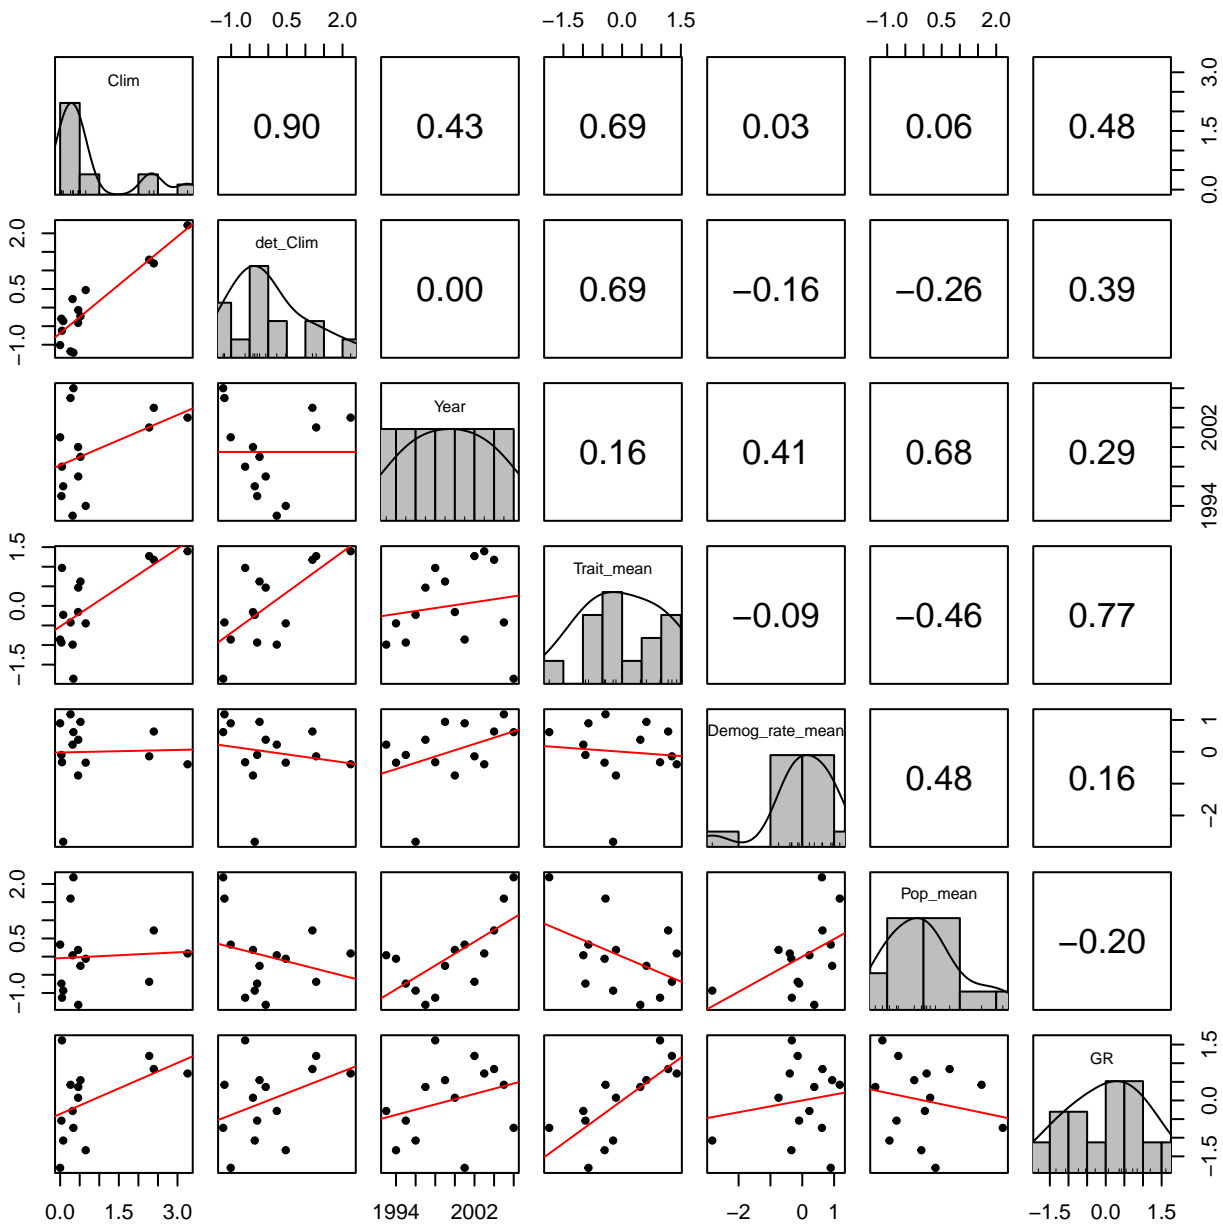 −1.0 0.5 2.0 −1.5 0.0 1.5 −1.0 0.5 2.0
Clim 0.90 0.43 0.69 0.03 0.06 0.48 0.0 1.5 3.0
−1.0 0.5 2.0 det_Clim 0.00 0.69 −0.16 −0.26 0.39
Year 0.16 0.41 0.68 0.29 1994 2002
−1.5 0.0 1.5 Trait_mean −0.09 −0.46 0.77
Demog_rate_mean 0.48 0.16 −2 0 1
−1.0 0.5 2.0 Pop_mean −0.20
GR −1.5 0.0 1.5
0.0 1.5 3.0 1994 2002 −2 0 1 −1.5 0.0 1.5